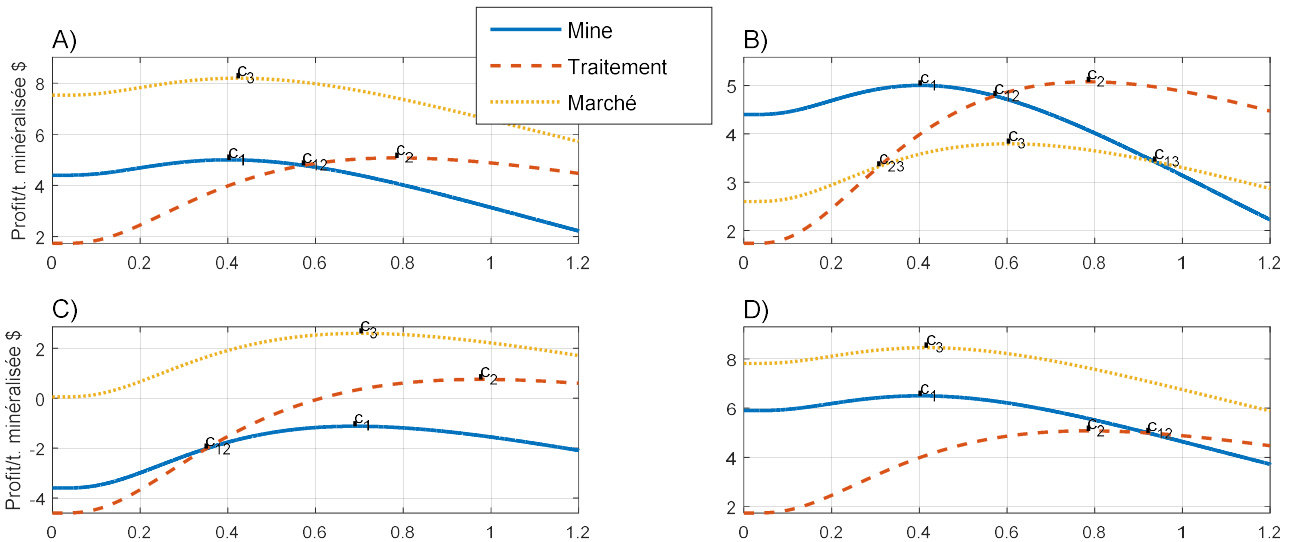 A)
Profit/t. minéralisée $
8
6
4
2
0 0.2 0.4 0.6 0.8 1 1.2
c3
c1
c12
c2
Mine
Traitement
Marché
B)
5
4
3
2
0 0.2 0.4 0.6 0.8 1 1.2
c1
c12
c2
c3
c23
c13
C)
Profit/t. minéralisée $
2
0
-2
-4
0 0.2 0.4 0.6 0.8 1 1.2
c3
c2
c1
c12
D)
8
6
4
2
0 0.2 0.4 0.6 0.8 1 1.2
c3
c1
c2
c12